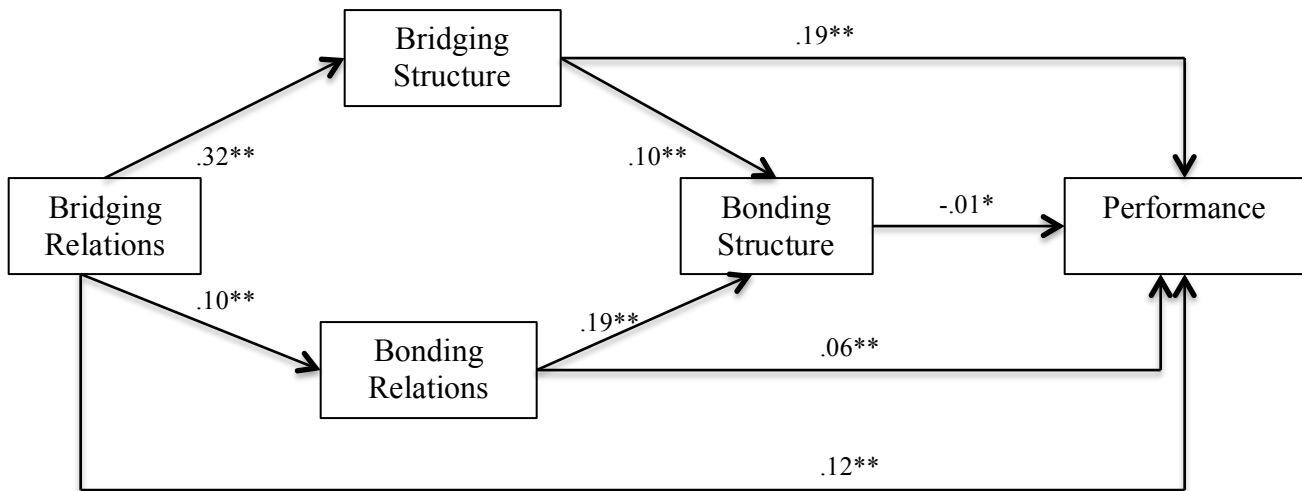 Bridging
Structure
.19**
.32**
.10**
Bridging
Relations
Bonding
Structure
-.01*
Performance
.10**
.19**
Bonding
Relations
.06**
.12**